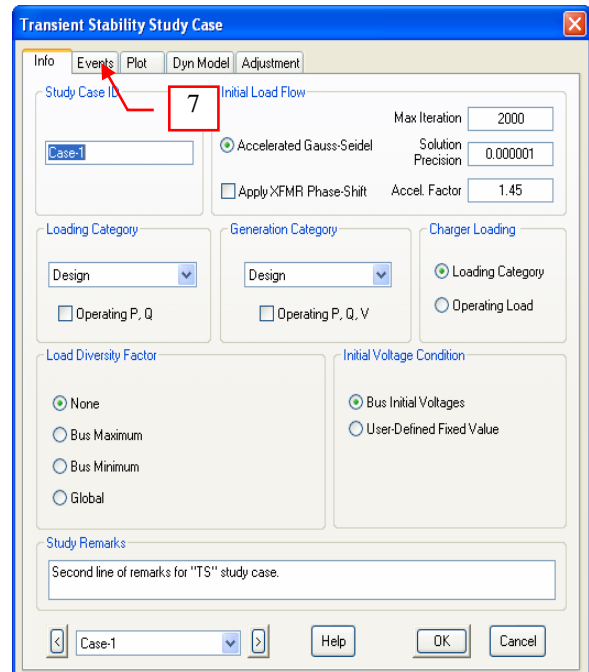 Transient Stability Study Case
Info Events Plot Dyn Model Adjustment
7
Study Case ID
Case-1
Initial Load Flow
Max Iteration 2000
Accelerated Gauss-Seidel
Solution
Precision 0.000001
Apply XFMR Phase-Shift
Accel. Factor 1.45
Loading Category
Design
Operating P, Q
Generation Category
Design
Operating P, Q, V
Charger Loading
Loading Category
Operating Load
Load Diversity Factor
None
Bus Maximum
Bus Minimum
Global
Initial Voltage Condition
Bus Initial Voltages
User-Defined Fixed Value
Study Remarks
Second line of remarks for "TS" study case.
< Case-1 > Help OK Cancel